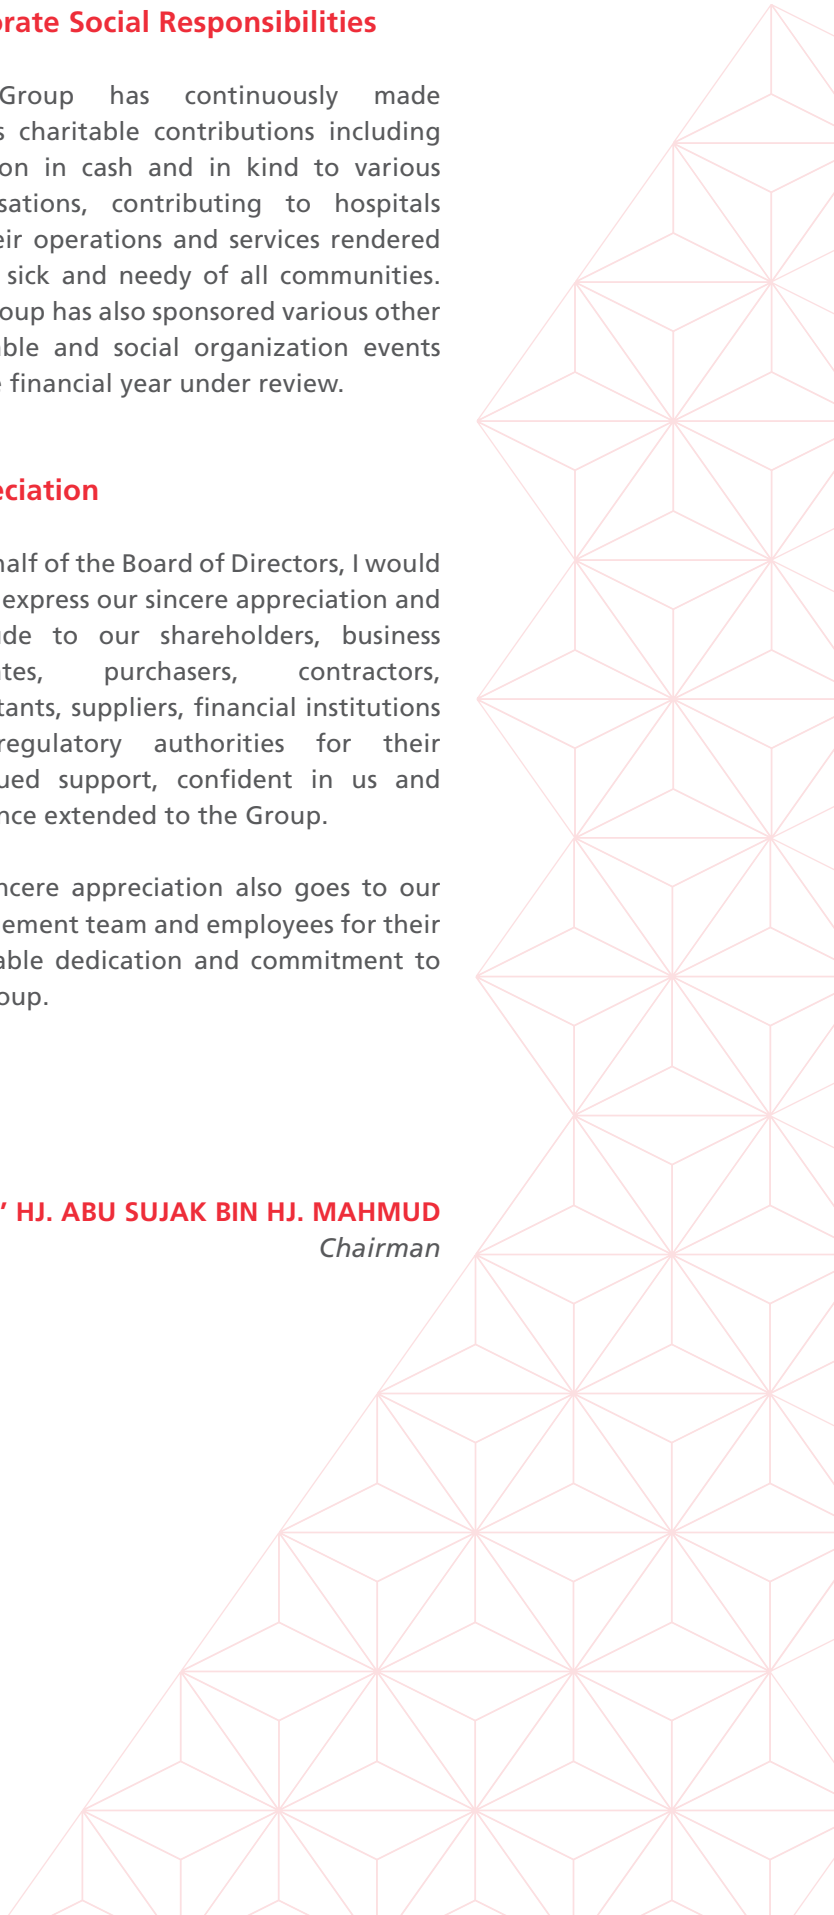 orate Social Responsibilities
Group has continuously made
s charitable contributions including
on in cash and in kind to various
sations, contributing to hospitals
eir operations and services rendered
sick and needy of all communities.
oup has also sponsored various other
able and social organization events
e financial year under review.
eciation
half of the Board of Directors, I would
express our sincere appreciation and
ude to our shareholders, business
ates, purchasers, contractors,
tants, suppliers, financial institutions
regulatory authorities for their
ued support, confident in us and
nce extended to the Group.
ncere appreciation also goes to our
ement team and employees for their
able dedication and commitment to
oup.
' HJ. ABU SUJAK BIN HJ. MAHMUD
Chairman